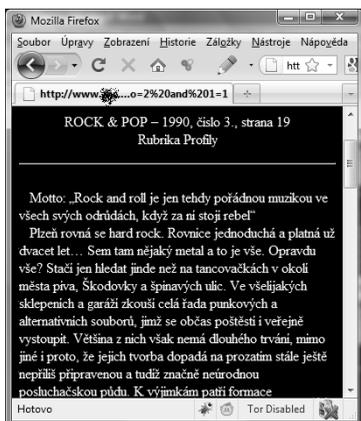 Mozilla Firefox
Soubor Úpravy Zobrazení Historie Záložky Nástroje Nápověda
htt
http://www. ....o=2%20and%201=1
ROCK & POP – 1990, číslo 3., strana 19
Rubrika Profily
Motto: „Rock and roll je jen tehdy pořádnou muzikou ve
všech svých odrůdách, když za ní stojí rebel“
Plzeň rovná se hard rock. Rovnice jednoduchá a platná už
dvacet let… Sem tam nějaký metal a to je vše. Opravdu
vše? Stačí jen hledat jinde než na tancovačkách v okolí
města piva, Škodovky a špinavých ulic. Ve všelijakých
sklepeních a garáží zkouší celá řada punkových a
alternativních souborů, jimž se občas poštěstí i veřejně
vystoupit. Většina z nich však nemá dlouhého trvání, mimo
jiné i proto, že jejich tvorba dopadá na prozatím stále ještě
nepříliš připravenou a tudíž značně neúrodnou
posluchačskou půdu. K výjimkám patří formace
Hotovo
Tor Disabled